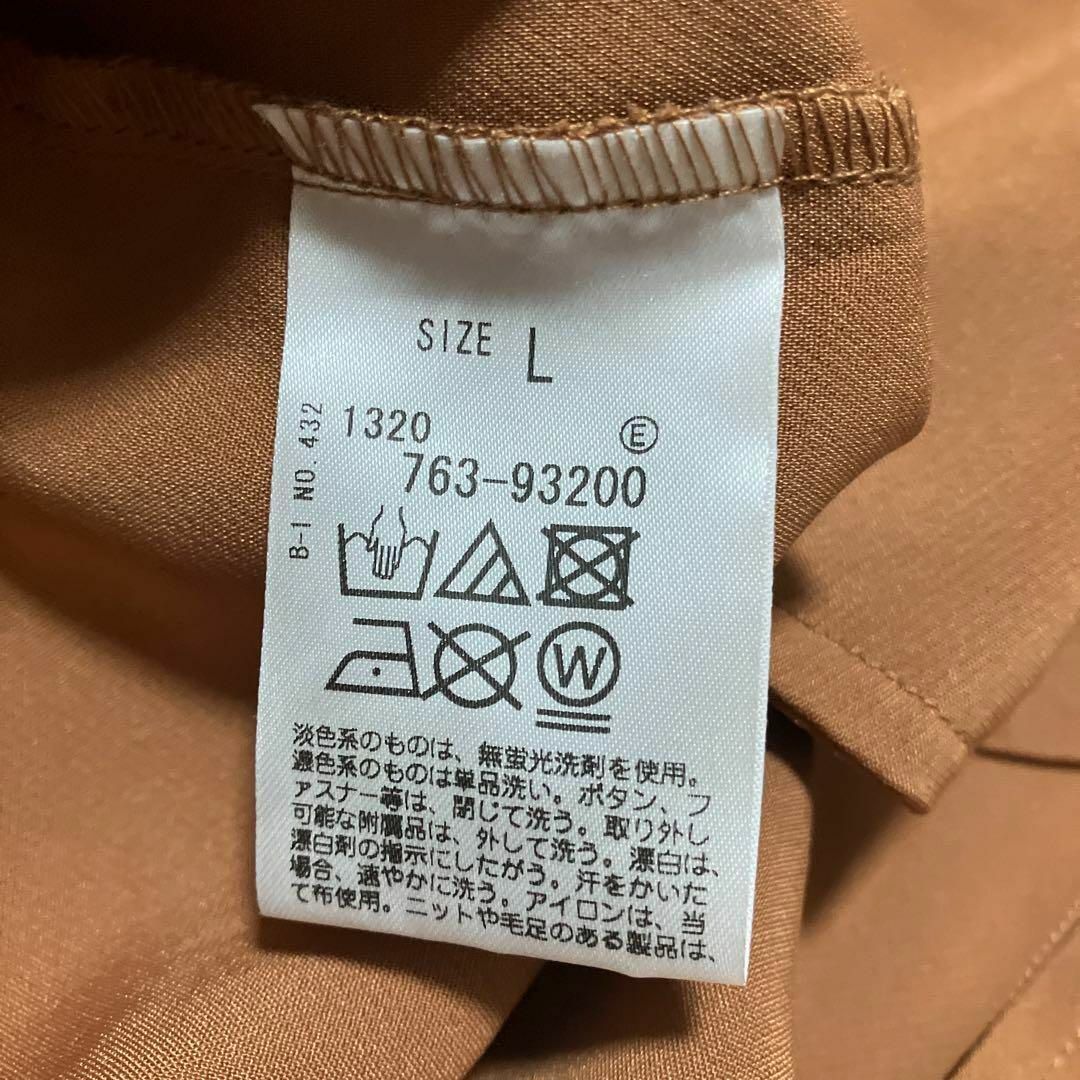 SIZE L
B-1 NO. 432
1320 Ⓔ
763-93200
W
淡色系のものは、無蛍光洗剤を使用。
濃色系のものは単品洗い。ボタン、フ
ァスナー等は、閉じて洗う。取り外し
可能な附属品は、外して洗う。漂白は、
漂白剤の指示にしたがう。汗をかいた
場合、速やかに洗う。アイロンは、当
て布使用。ニットや毛足のある製品は、